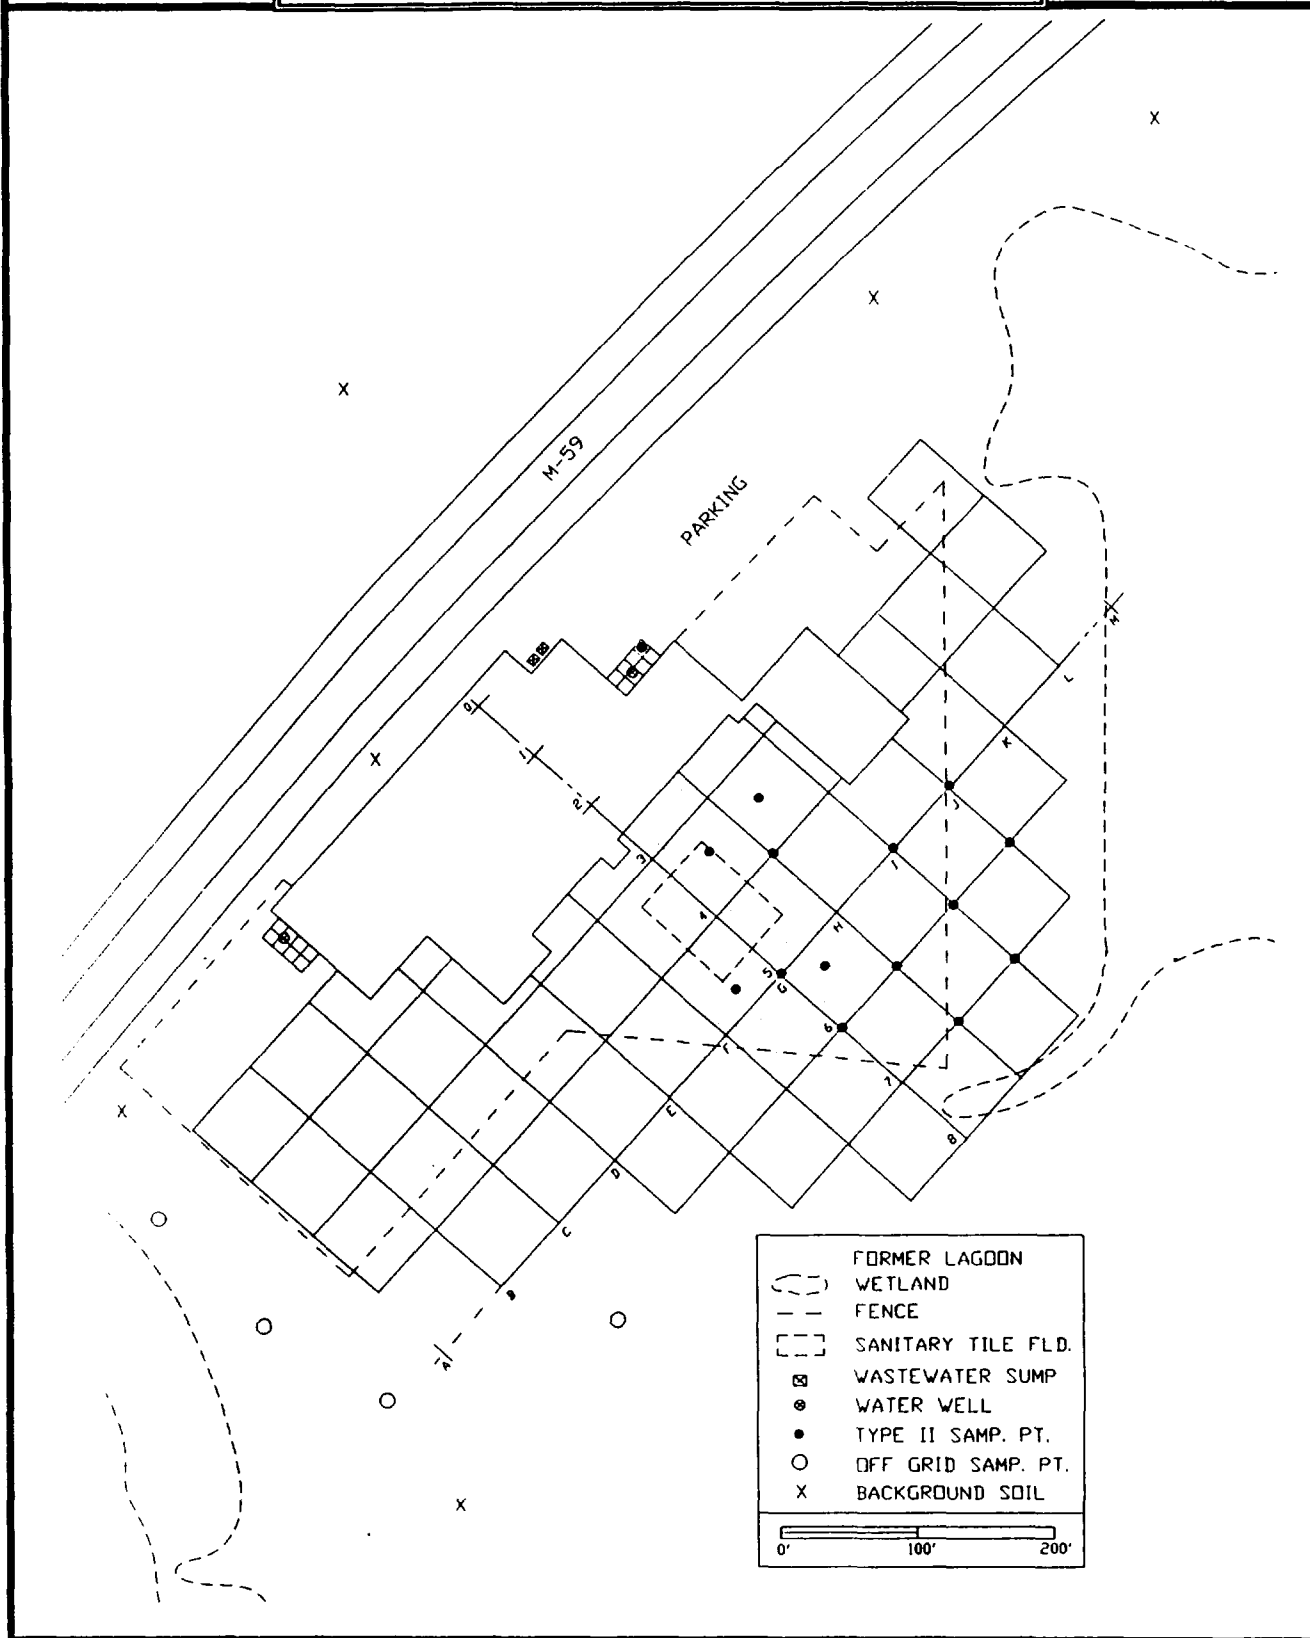 M-59
PARKING
0
1
2
3
4
5
6
7
8
M
L
K
J
I
H
G
F
E
D
C
B
A
FORMER LAGOON
WETLAND
FENCE
SANITARY TILE FLD.
WASTEWATER SUMP
WATER WELL
TYPE II SAMP. PT.
OFF GRID SAMP. PT.
X BACKGROUND SOIL
0' 100' 200'